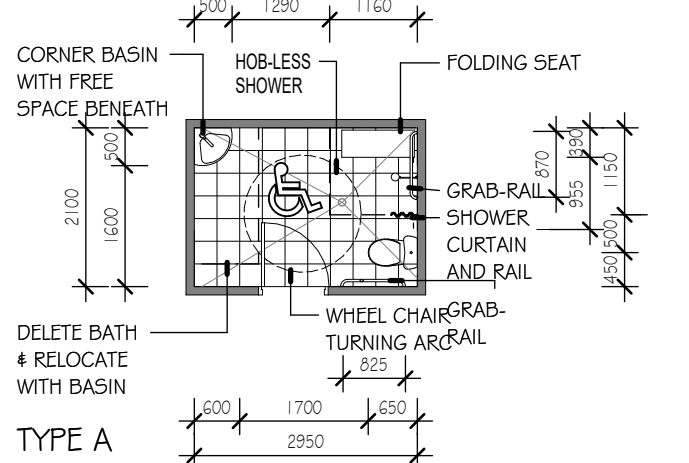 500 1290 1160
CORNER BASIN
WITH FREE
SPACE BENEATH
HOB-LESS
SHOWER
FOLDING SEAT
500
2100
1600
870
390
955
1150
500
450
GRAB-RAIL
SHOWER
CURTAIN
AND RAIL
GRAB-
RAIL
WHEEL CHAIR
TURNING ARC
DELETE BATH
& RELOCATE
WITH BASIN
825
600 1700 650
2950
TYPE A